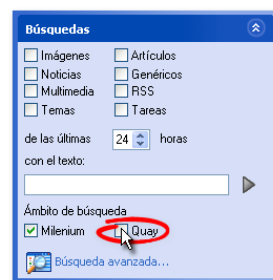 Búsquedas
Imágenes Artículos
Noticias Genéricos
Multimedia RSS
Temas Tareas
de las últimas 24 horas
con el texto:
Ámbito de búsqueda
Milenium Quay
Búsqueda avanzada...